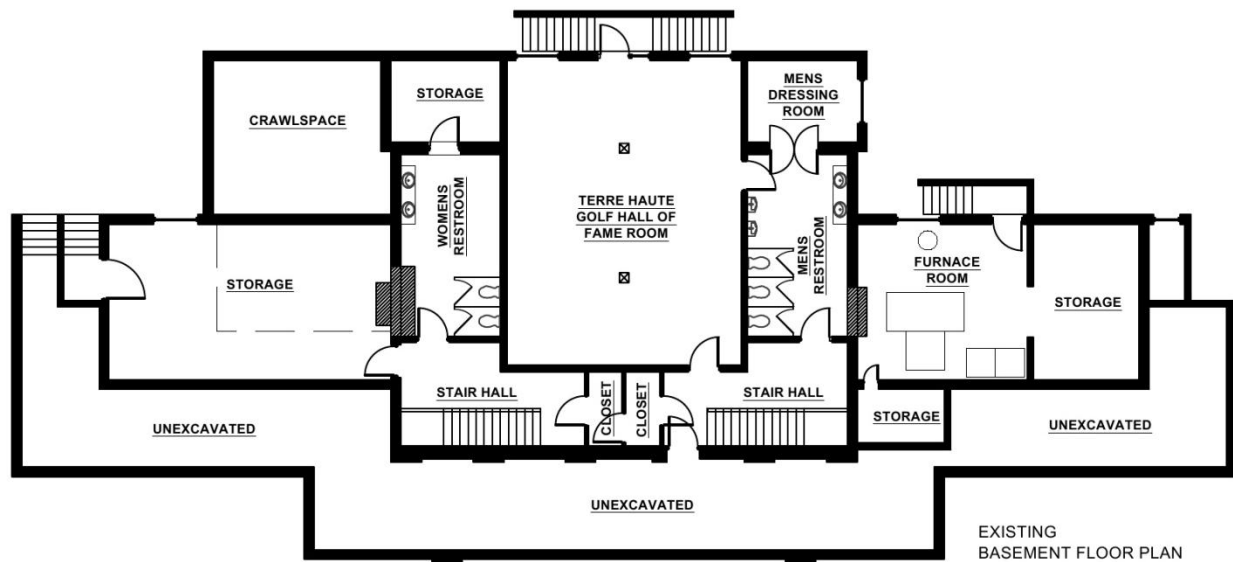 MENS
DRESSING
ROOM
STORAGE
CRAWLSPACE
WOMENS
RESTROOM
TERRE HAUTE
GOLF HALL OF
FAME ROOM
MENS
RESTROOM
FURNACE
ROOM
STORAGE
STORAGE
STAIR HALL
CLOSET
CLOSET
STAIR HALL
STORAGE
UNEXCAVATED
UNEXCAVATED
UNEXCAVATED
EXISTING
BASEMENT FLOOR PLAN